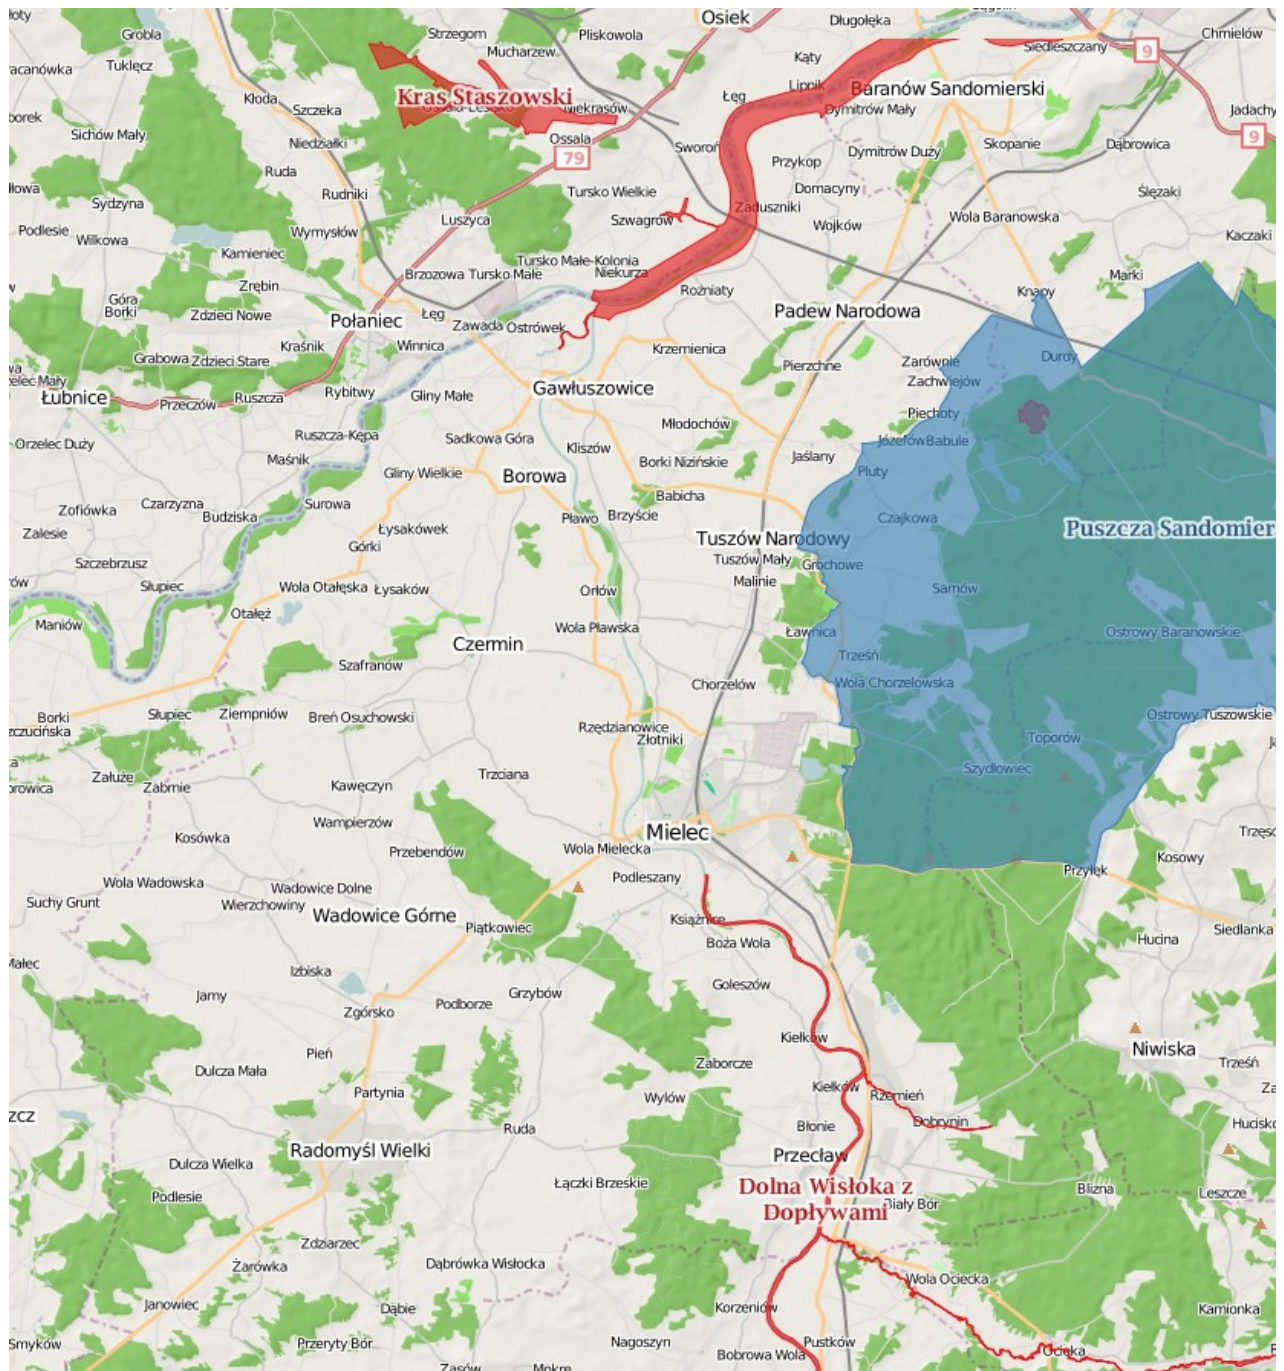 Osiek
Długołęka
Grobla
Strzegom
Pliskowola
Mucharzew
Chmielów
Siedleszczany
9
Tuklęcz
Kąty
Lipnik
Baranów Sandomierski
Kłoda
Szczeka
Kras Staszowski
Niekrasów
Łęg
Dymitrów Mały
Jadachy
9
Sichów Mały
Niedziałki
Ossala
79
Sworoń
Skopanie
Dąbrowica
Dymitrów Duży
Przykop
Ruda
Rudniki
Tursko Wielkie
Domacyny
Ślęzaki
Sydzyna
Luszyca
Szwagrów
Zaduszniki
Wojków
Wola Baranowska
Podlesie
Wilkowa
Wymysłów
Kaczaki
Kamieniec
Tursko Małe-Kolonia
Brzozowa
Tursko Małe
Niekurza
Marki
Zrębin
Rożniaty
Knapy
Góra
Borki
Zdzieci Nowe
Połaniec
Łęg
Zawada
Ostrówek
Padew Narodowa
Grabowa
Zdzieci Stare
Kraśnik
Winnica
Krzemienica
Pierzchne
Zarównie
Durdy
Zachwiejów
Łubnice
Przeczów
Ruszcza
Rybitwy
Gliny Małe
Gawłuszowice
Piechoty
Młodochów
Orzelec Duży
Ruszcza-Kępa
Sadkowa Góra
Kliszów
Józefów
Babule
Maśnik
Gliny Wielkie
Borowa
Borki Nizińskie
Jaślany
Pluty
Babicha
Zofiówka
Czarzyzna
Budziska
Surowa
Pławo
Brzyście
Czajkowa
Zalesie
Łysakówek
Górki
Tuszów Narodowy
Puszcza Sandomier
Szczebrzusz
Tuszów Mały
Grochowe
Malinie
Słupiec
Wola Otałęska
Łysaków
Orłów
Sarnów
Maniów
Otałęż
Wola Pławska
Ławnica
Ostrowy Baranowskie
Czermin
Trześń
Szafranów
Chorzelów
Wola Chorzelowska
Borki
Słupiec
Ziempniów
Breń Osuchowski
Rzędzianowice
Złotniki
Ostrowy Tuszowskie
Toporów
Załuże
Zabrnie
Kawęczyn
Trzciana
Szydłowiec
Wampierzów
Kosówka
Przebendów
Mielec
Wola Mielecka
Kosowy
Przyłęk
Podleszany
Wola Wadowska
Wadowice Dolne
Suchy Grunt
Wierzchowiny
Wadowice Górne
Piątkowiec
Książnice
Siedlanka
Boża Wola
Hucina
Izbiska
Goleszów
Jamy
Zgórsko
Podborze
Grzybów
Kiełków
Niwiska
Pień
Zaborcze
Trześń
Dulcza Mała
Partynia
Wylów
Kiełków
Rzemień
Ruda
Błonie
Dobrynin
Radomyśl Wielki
Przecław
Dulcza Wielka
Łączki Brzeskie
Dolna Wisłoka z
Dopływami
Biały Bór
Blizna
Leszcze
Podlesie
Zdziarzec
Żarówka
Dąbrówka Wisłocka
Wola Ociecka
Janowiec
Dąbie
Korzeniów
Kamionka
Smyków
Przeryty Bór
Nagoszyn
Pustków
Bobrowa Wola
Ocieka